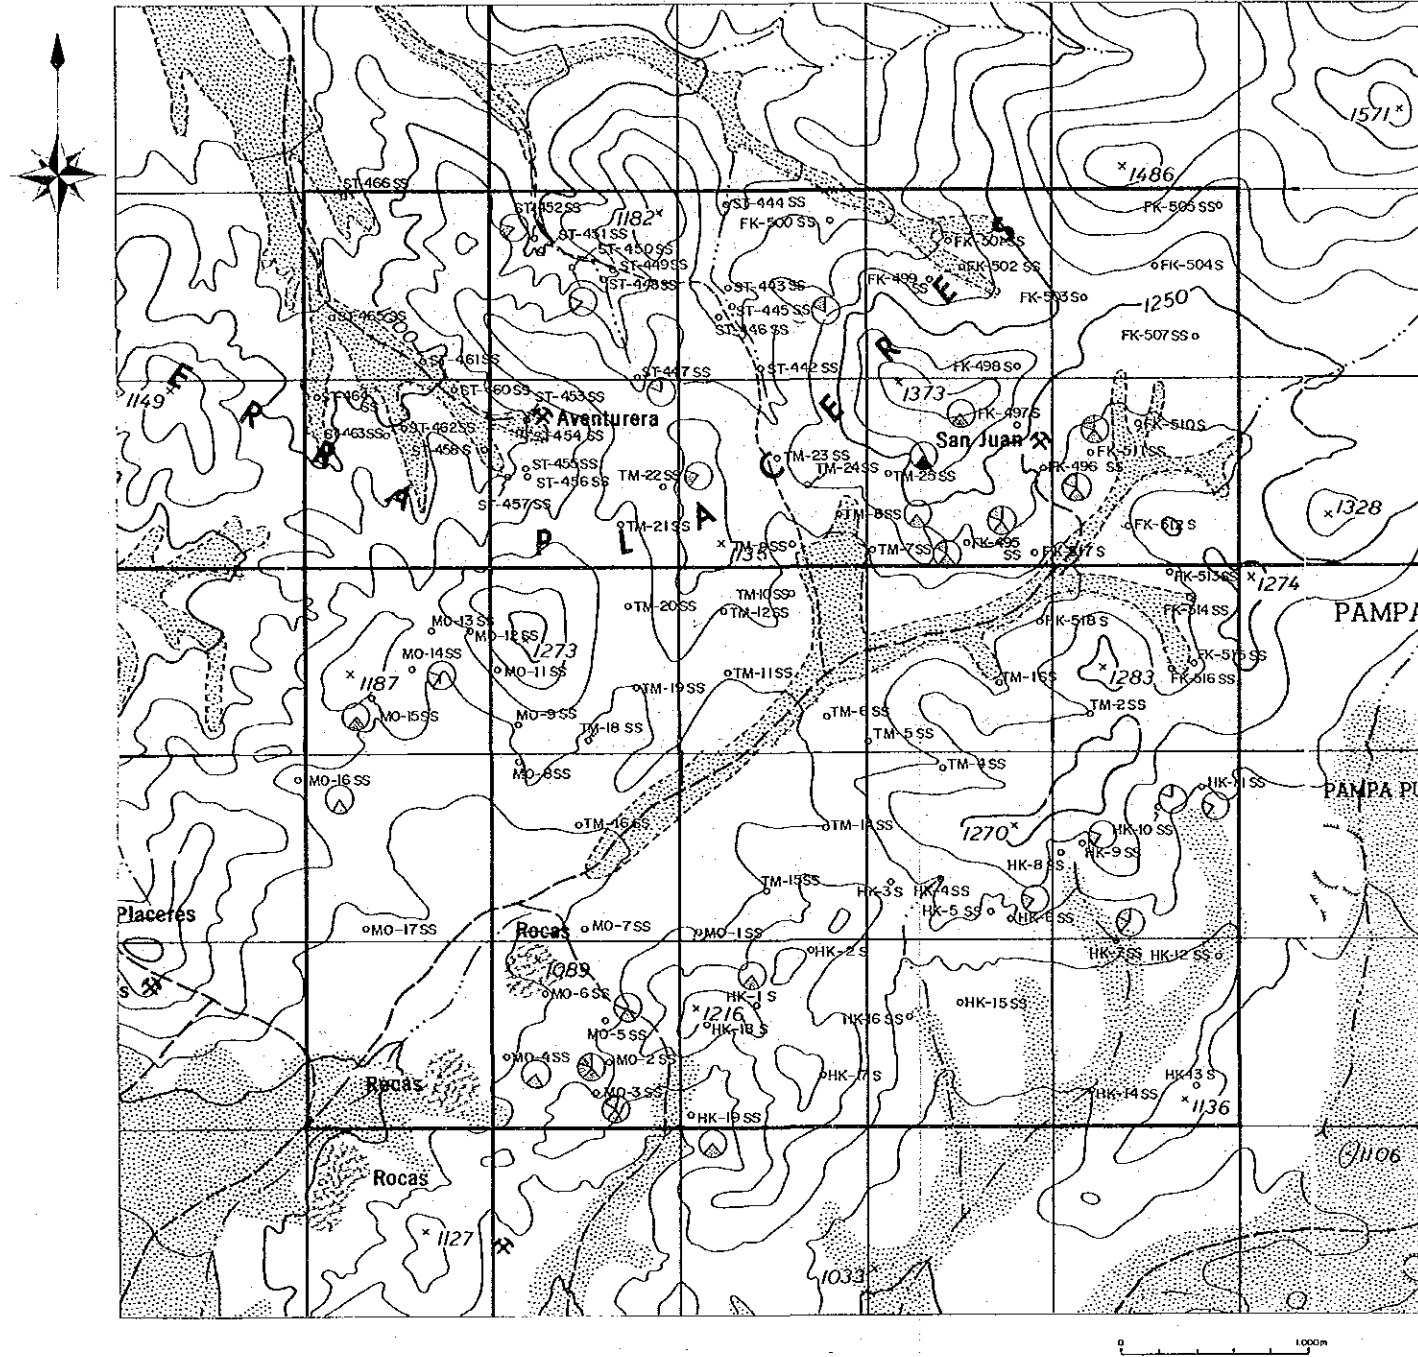 1571
1486
ST-466 SS
ST-452 SS
1182
ST-444 SS
FK-500 SS
FK-505 SS
S
ST-451 SS
ST-450 SS
ST-449 SS
ST-448 SS
FK-501 SS
FK-502 SS
FK-504 S
FK-499 SS
E
FK-503 S
1250
ST-443 SS
ST-445 SS
ST-446 SS
ST-465 SS
FK-507 SS
R
ST-461 SS
ST-447 SS
ST-442 SS
FK-498 S
E
1149
1373
ST-464 SS
ST-460 SS
ST-453 SS
E
R
Aventurera
FK-497 S
San Juan
FK-510 S
ST-463 SS
ST-462 SS
ST-454 SS
ST-458 S
FK-511 SS
TM-23 SS
TM-24 SS
TM-25 SS
FK-496 SS
C
ST-455 SS
ST-456 SS
TM-22 SS
A
ST-457 SS
TM-21 SS
A
TM-8 SS
1328
FK-512 S
P
L
1135
TM-9 SS
TM-7 SS
FK-495 SS
FK-517 S
FK-513 SS
1274
TM-20 SS
TM-10 SS
TM-12 SS
FK-514 SS
PAMPA
MO-13 SS
MO-12 SS
FK-518 S
1273
MO-14 SS
MO-11 SS
TM-11 SS
FK-515 SS
1187
TM-19 SS
TM-1 SS
1283
FK-516 SS
MO-15 SS
MO-9 SS
TM-18 SS
TM-6 SS
TM-2 SS
TM-5 SS
MO-8 SS
TM-4 SS
MO-16 SS
HK-11 SS
PAMPA PU
TM-16 S
TM-14 SS
1270
HK-10 SS
HK-9 SS
HK-8 SS
TM-15 SS
HK-3 S
HK-4 SS
HK-5 SS
HK-6 SS
Placeres
MO-17 SS
Rocas
MO-7 SS
MO-1 SS
HK-2 S
HK-7 SS
HK-12 SS
1089
MO-6 SS
HK-1 S
HK-15 SS
s
1216
HK-18 S
HK-16 SS
MO-5 SS
MO-4 SS
MO-2 SS
Rocas
HK-17 S
HK-13 S
MO-3 SS
HK-14 SS
1136
HK-19 SS
1106
Rocas
1127
1033
0
1.000m